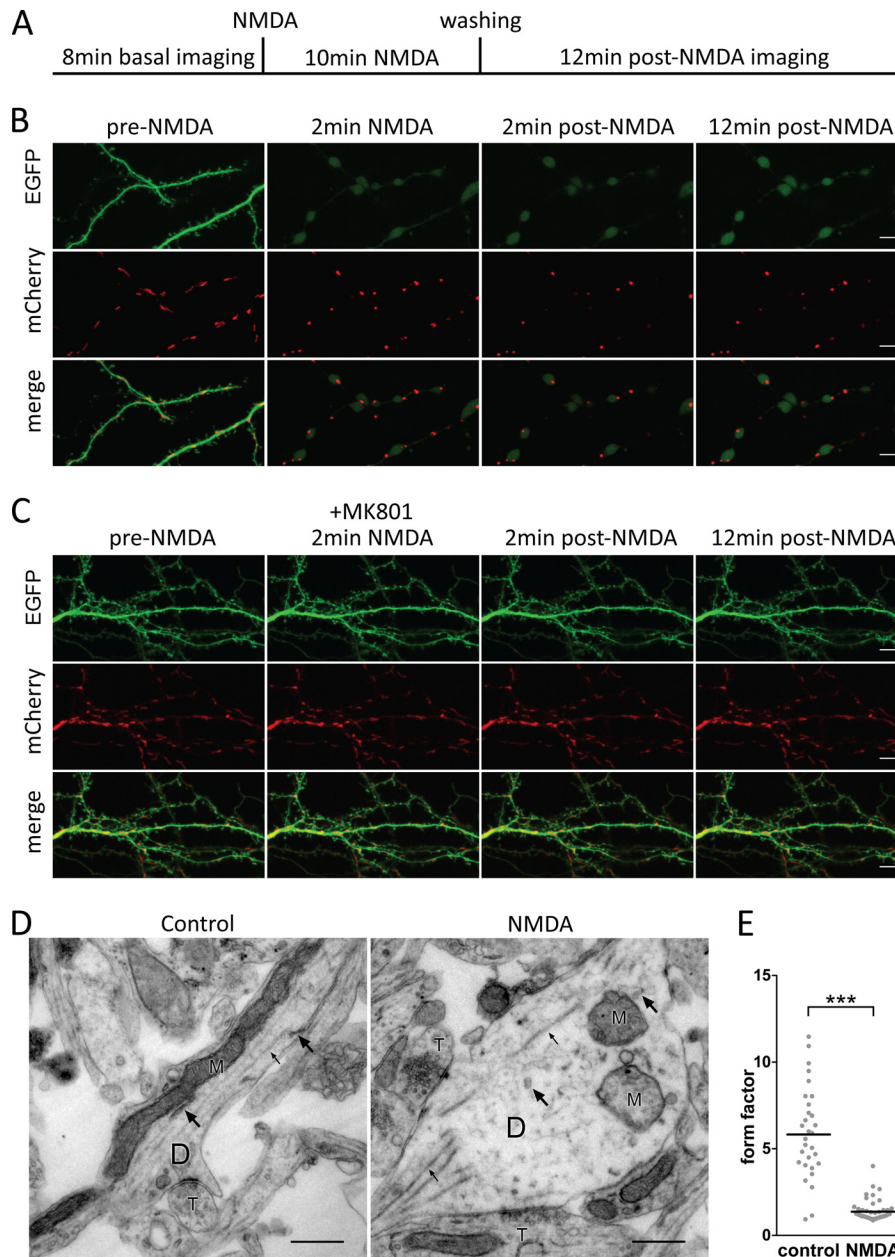 A
NMDA washing
8min basal imaging 10min NMDA 12min post-NMDA imaging
B
pre-NMDA 2min NMDA 2min post-NMDA 12min post-NMDA
EGFP
mCherry
merge
C
+MK801
pre-NMDA 2min NMDA 2min post-NMDA 12min post-NMDA
EGFP
mCherry
merge
D
Control NMDA
M
D
T
T
M
M
D
T
E
form factor
15
10
5
0
***
control NMDA